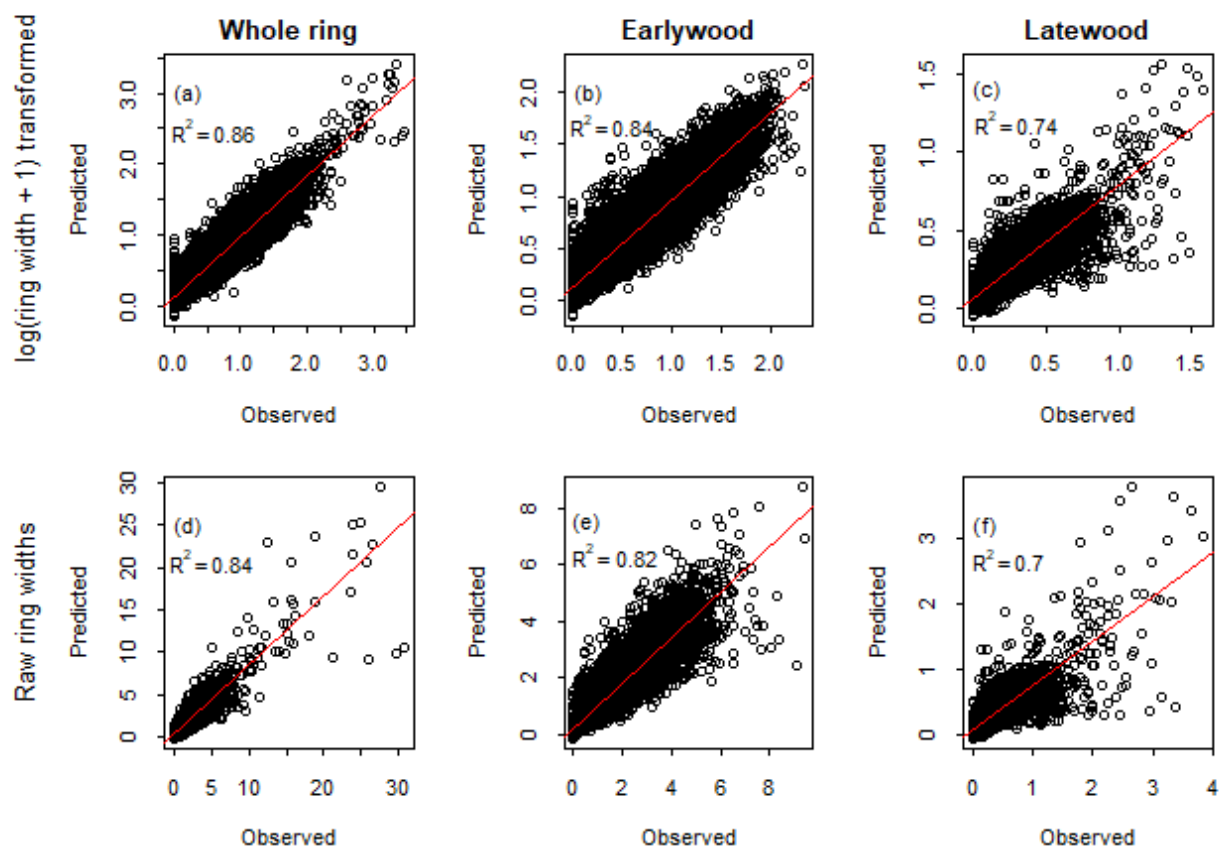 Whole ring
Earlywood
Latewood
log(ring width + 1) transformed
Predicted
0.0 1.0 2.0 3.0
(a)
R² = 0.86
0.0 1.0 2.0 3.0
Observed
Predicted
0.0 0.5 1.0 1.5 2.0
(b)
R² = 0.84
0.0 0.5 1.0 1.5 2.0
Observed
Predicted
0.0 0.5 1.0 1.5
(c)
R² = 0.74
0.0 0.5 1.0 1.5
Observed
Raw ring widths
Predicted
0 5 10 15 20 25 30
(d)
R² = 0.84
0 5 10 20 30
Observed
Predicted
0 2 4 6 8
(e)
R² = 0.82
0 2 4 6 8
Observed
Predicted
0 1 2 3
(f)
R² = 0.7
0 1 2 3 4
Observed